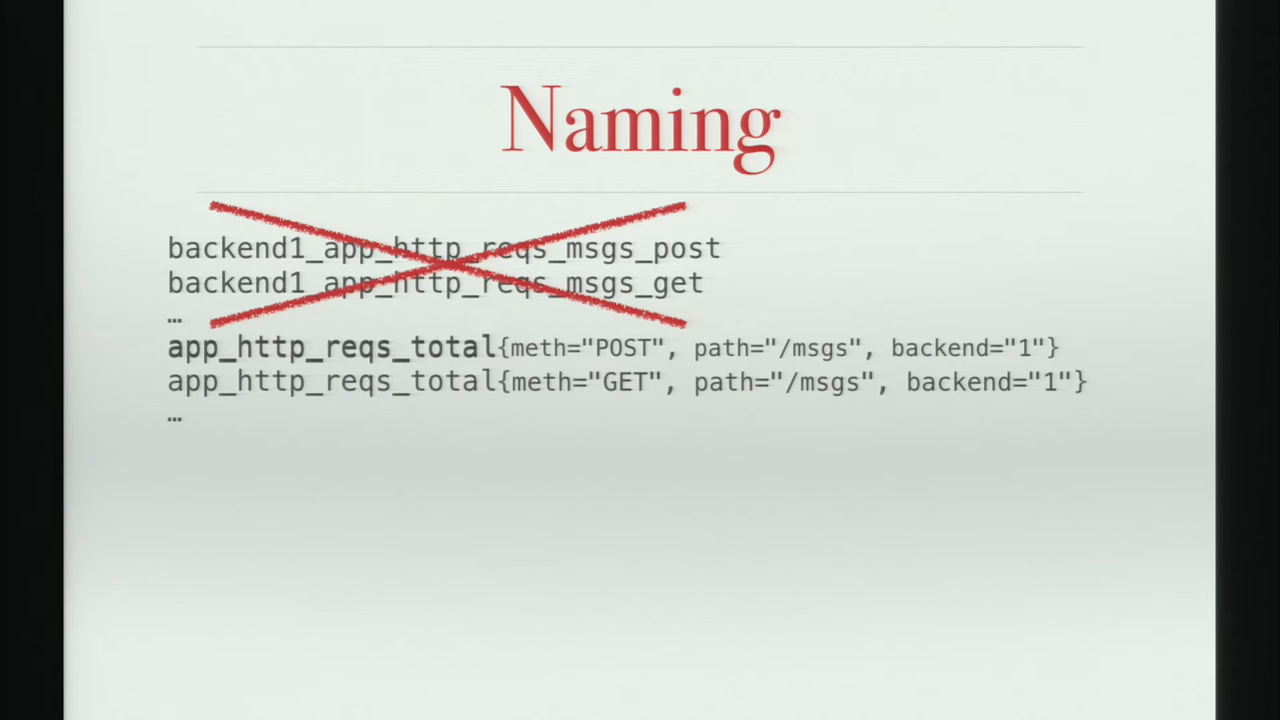 Naming
backend1_app_http_reqs_msgs_post
backend1_app_http_reqs_msgs_get
…
app_http_reqs_total{meth="POST", path="/msgs", backend="1"}
app_http_reqs_total{meth="GET", path="/msgs", backend="1"}
…